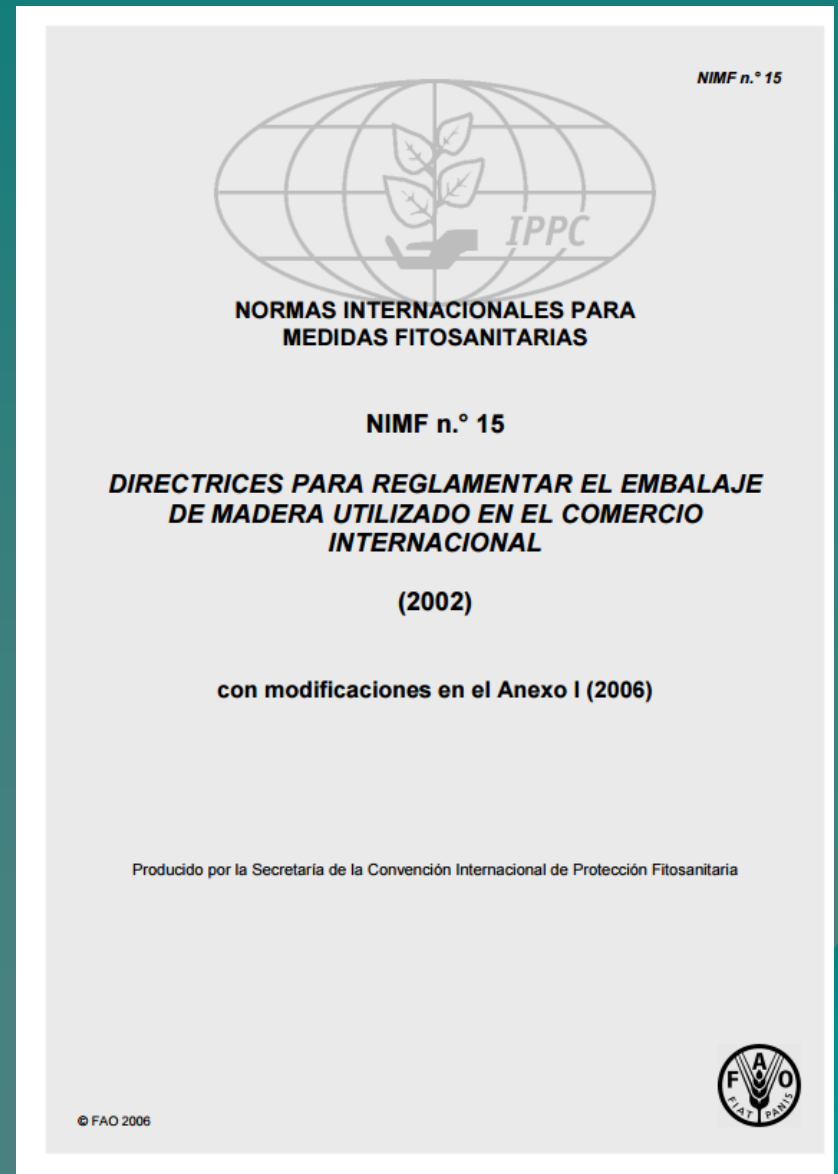 NIMF n.° 15
IPPC
NORMAS INTERNACIONALES PARA
MEDIDAS FITOSANITARIAS
NIMF n.° 15
DIRECTRICES PARA REGLAMENTAR EL EMBALAJE
DE MADERA UTILIZADO EN EL COMERCIO
INTERNACIONAL
(2002)
con modificaciones en el Anexo I (2006)
Producido por la Secretaría de la Convención Internacional de Protección Fitosanitaria
F A O
FIAT PANIS
© FAO 2006